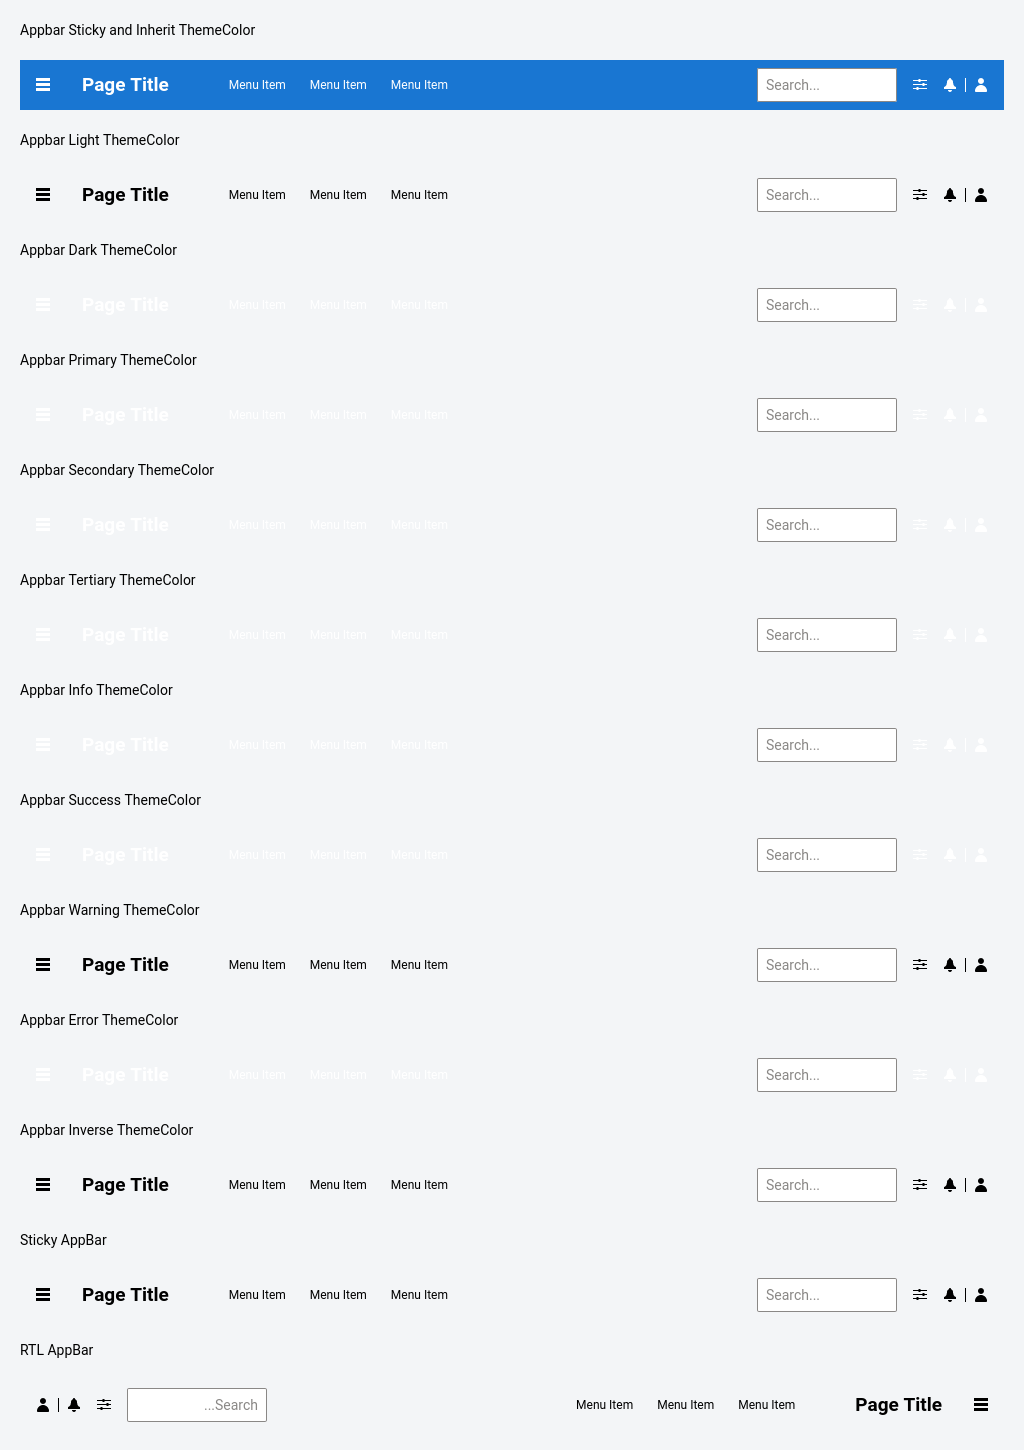 Appbar Sticky and Inherit ThemeColor
Page Title Menu Item Menu Item Menu Item Search...
Appbar Light ThemeColor
Page Title Menu Item Menu Item Menu Item Search...
Appbar Dark ThemeColor
Page Title Menu Item Menu Item Menu Item Search...
Appbar Primary ThemeColor
Page Title Menu Item Menu Item Menu Item Search...
Appbar Secondary ThemeColor
Page Title Menu Item Menu Item Menu Item Search...
Appbar Tertiary ThemeColor
Page Title Menu Item Menu Item Menu Item Search...
Appbar Info ThemeColor
Page Title Menu Item Menu Item Menu Item Search...
Appbar Success ThemeColor
Page Title Menu Item Menu Item Menu Item Search...
Appbar Warning ThemeColor
Page Title Menu Item Menu Item Menu Item Search...
Appbar Error ThemeColor
Page Title Menu Item Menu Item Menu Item Search...
Appbar Inverse ThemeColor
Page Title Menu Item Menu Item Menu Item Search...
Sticky AppBar
Page Title Menu Item Menu Item Menu Item Search...
RTL AppBar
...Search Menu Item Menu Item Menu Item Page Title